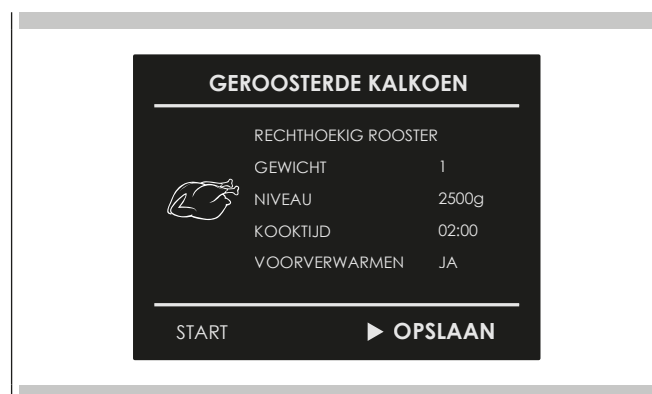 GEROOSTERDE KALKOEN
RECHTHOEKIG ROOSTER
GEWICHT 1
NIVEAU 2500g
KOOKTIJD 02:00
VOORVERWARMEN JA
START ▶ OPSLAAN